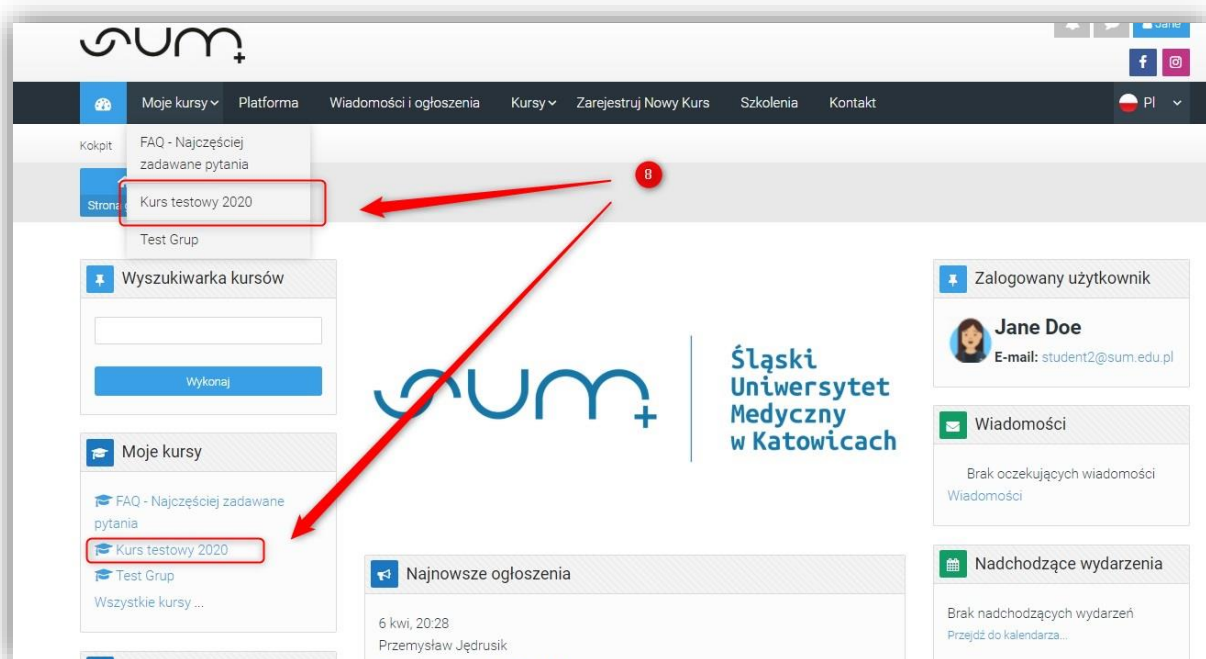 sum
Jane
Moje kursy Platforma Wiadomości i ogłoszenia Kursy Zarejestruj Nowy Kurs Szkolenia Kontakt Pl
Kokpit
FAQ - Najczęściej
zadawane pytania
8
Strona
Kurs testowy 2020
Test Grup
Wyszukiwarka kursów
Wykonaj
Moje kursy
FAQ - Najczęściej zadawane
pytania
Kurs testowy 2020
Test Grup
Wszystkie kursy ...
sum
Śląski
Uniwersytet
Medyczny
w Katowicach
Najnowsze ogłoszenia
6 kwi, 20:28
Przemysław Jędrusik
Zalogowany użytkownik
Jane Doe
E-mail: student2@sum.edu.pl
Wiadomości
Brak oczekujących wiadomości
Wiadomości
Nadchodzące wydarzenia
Brak nadchodzących wydarzeń
Przejdź do kalendarza...